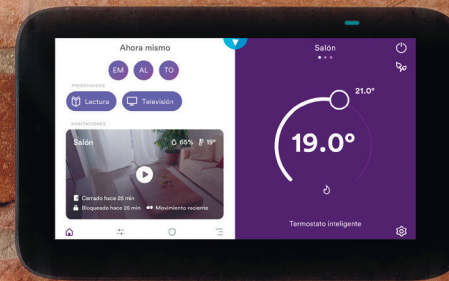 Ahora mismo
EM AL TO
Lectura
Televisión
HABITACIONES
Salón
65% 19°
Cerrado hace 25 min
Bloqueado hace 25 min
Movimiento reciente
Salón
21.0°
19.0°
Termostato inteligente